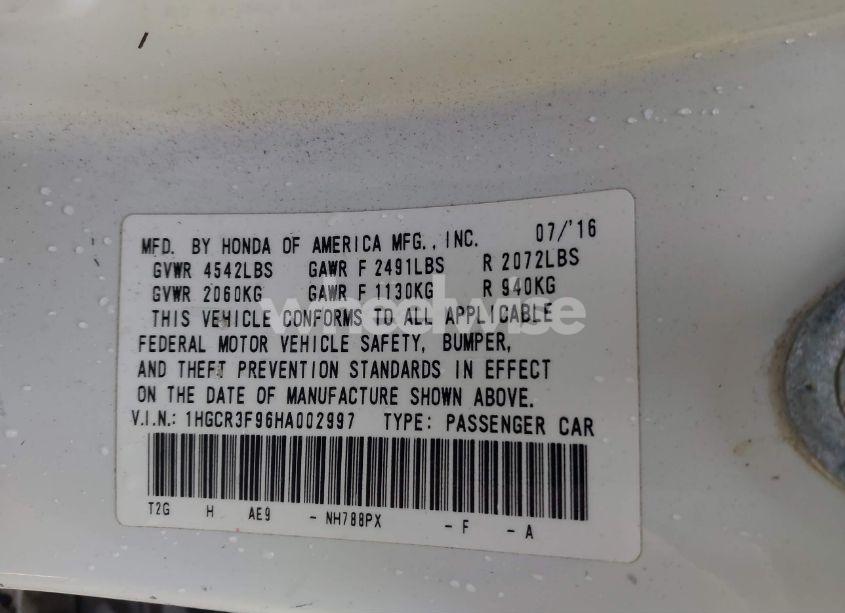 MFD. BY HONDA OF AMERICA MFG., INC. 07/'16
GVWR 4542LBS GAWR F 2491LBS R 2072LBS
GVWR 2060KG GAWR F 1130KG R 940KG
wheelwise
THIS VEHICLE CONFORMS TO ALL APPLICABLE
FEDERAL MOTOR VEHICLE SAFETY, BUMPER,
AND THEFT PREVENTION STANDARDS IN EFFECT
ON THE DATE OF MANUFACTURE SHOWN ABOVE.
V.I.N.: 1HGCR3F96HA002997 TYPE: PASSENGER CAR
T2G H AE9 - NH788PX - F - A